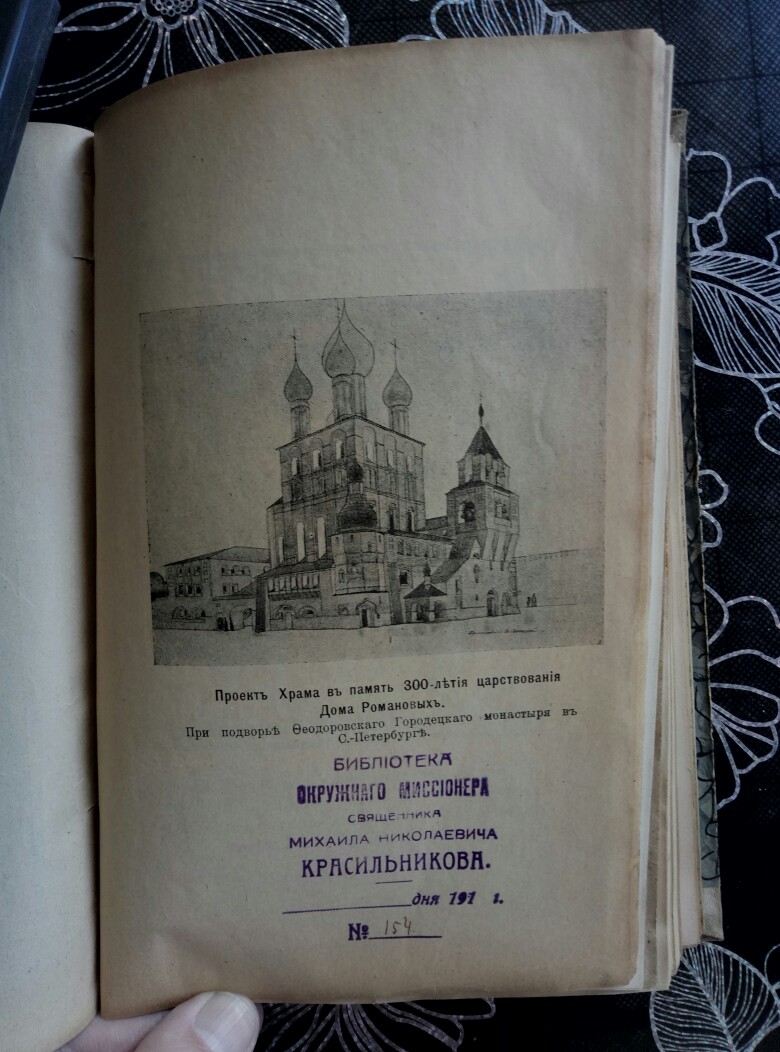 Проектъ Храма въ память 300-лѣтія царствованія
Дома Романовыхъ.
При подворьѣ Ѳеодоровскаго Городецкаго монастыря въ
С.-Петербургѣ.
БИБЛІОТЕКА
ОКРУЖНАГО МИССІОНЕРА
СВЯЩЕННИКА
МИХАИЛА НИКОЛАЕВИЧА
КРАСИЛЬНИКОВА.
дня 191 г.
№ 154